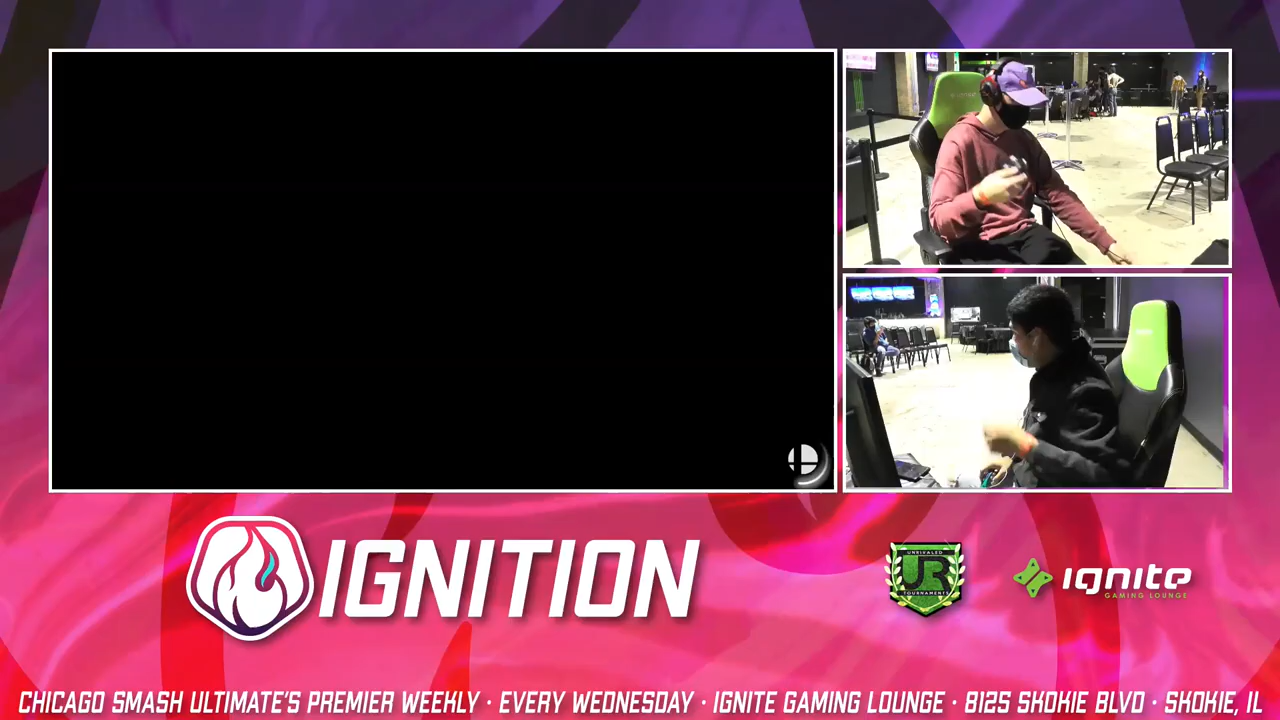 IGNITION
UNRIVALED
UR
TOURNAMENTS
ignite
GAMING LOUNGE
CHICAGO SMASH ULTIMATE'S PREMIER WEEKLY · EVERY WEDNESDAY · IGNITE GAMING LOUNGE · 8125 SKOKIE BLVD · SKOKIE, IL